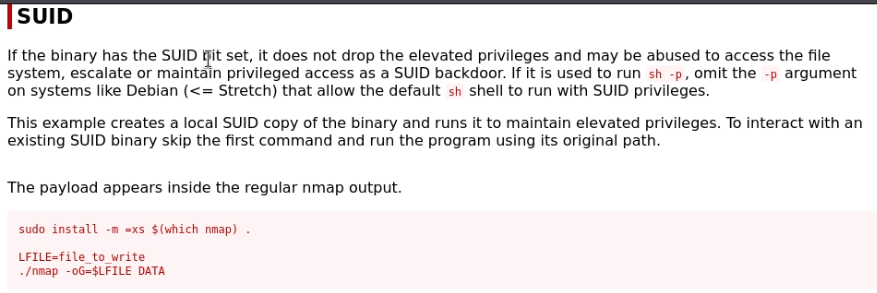 SUID
If the binary has the SUID bit set, it does not drop the elevated privileges and may be abused to access the file
system, escalate or maintain privileged access as a SUID backdoor. If it is used to run sh -p, omit the -p argument
on systems like Debian (<= Stretch) that allow the default sh shell to run with SUID privileges.
This example creates a local SUID copy of the binary and runs it to maintain elevated privileges. To interact with an
existing SUID binary skip the first command and run the program using its original path.
The payload appears inside the regular nmap output.
sudo install -m =xs $(which nmap) .
LFILE=file_to_write
./nmap -oG=$LFILE DATA